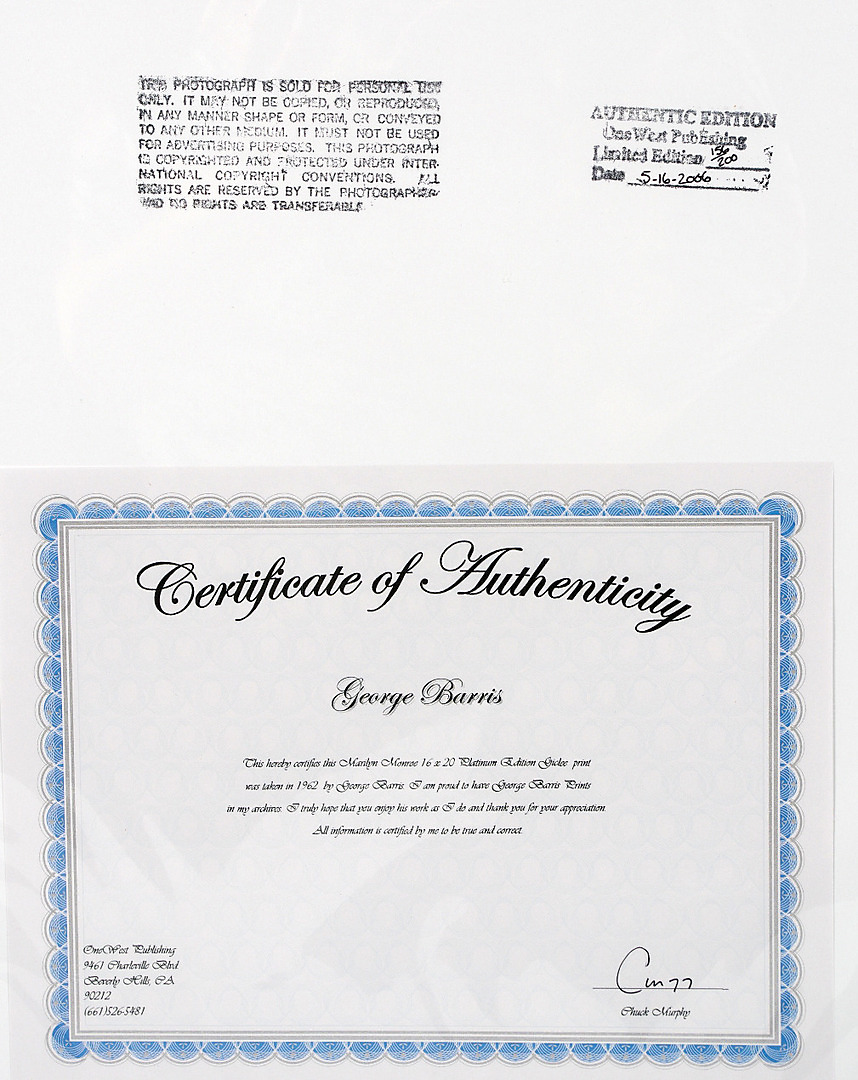 THIS PHOTOGRAPH IS SOLD FOR PERSONAL USE
ONLY. IT MAY NOT BE COPIED, OR REPRODUCED,
IN ANY MANNER SHAPE OR FORM, OR CONVEYED
TO ANY OTHER MEDIUM. IT MUST NOT BE USED
FOR ADVERTISING PURPOSES. THIS PHOTOGRAPH
IS COPYRIGHTED AND PROTECTED UNDER INTER-
NATIONAL COPYRIGHT CONVENTIONS. ALL
RIGHTS ARE RESERVED BY THE PHOTOGRAPHER
AND NO RIGHTS ARE TRANSFERABLE
AUTHENTIC EDITION
OneWest Publishing
Limited Edition 156/200
Date 5-16-2006
Certificate of Authenticity
George Barris
This hereby certifies this Marilyn Monroe 16 x 20 Platinum Edition Giclee print
was taken in 1962 by George Barris. I am proud to have George Barris Prints
in my archives. I truly hope that you enjoy his work as I do and thank you for your appreciation.
All information is certified by me to be true and correct.
OneWest Publishing
9461 Charleville Blvd
Beverly Hills, CA
90212
(661)526-5481
Chuck Murphy